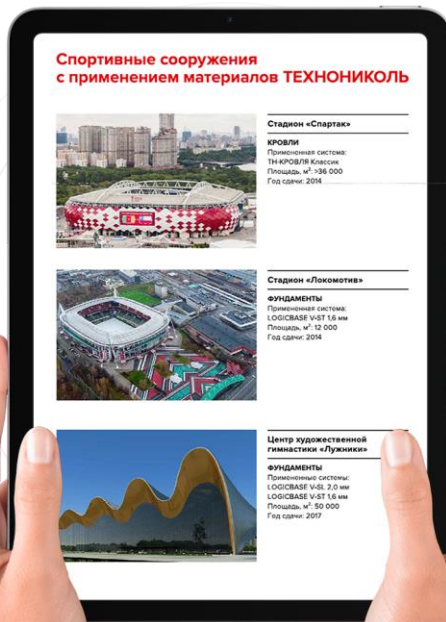 Спортивные сооружения
с применением материалов ТЕХНОНИКОЛЬ
Стадион «Спартак»
КРОВЛИ
Примененная система:
ТН-КРОВЛЯ Классик
Площадь, м²: >36 000
Год сдачи: 2014
Стадион «Локомотив»
ФУНДАМЕНТЫ
Примененная система:
LOGICBASE V-ST 1,6 мм
Площадь, м²: 12 000
Год сдачи: 2014
Центр художественной
гимнастики «Лужники»
ФУНДАМЕНТЫ
Примененные системы:
LOGICBASE V-SL 2,0 мм
LOGICBASE V-ST 1,6 мм
Площадь, м²: 50 000
Год сдачи: 2017